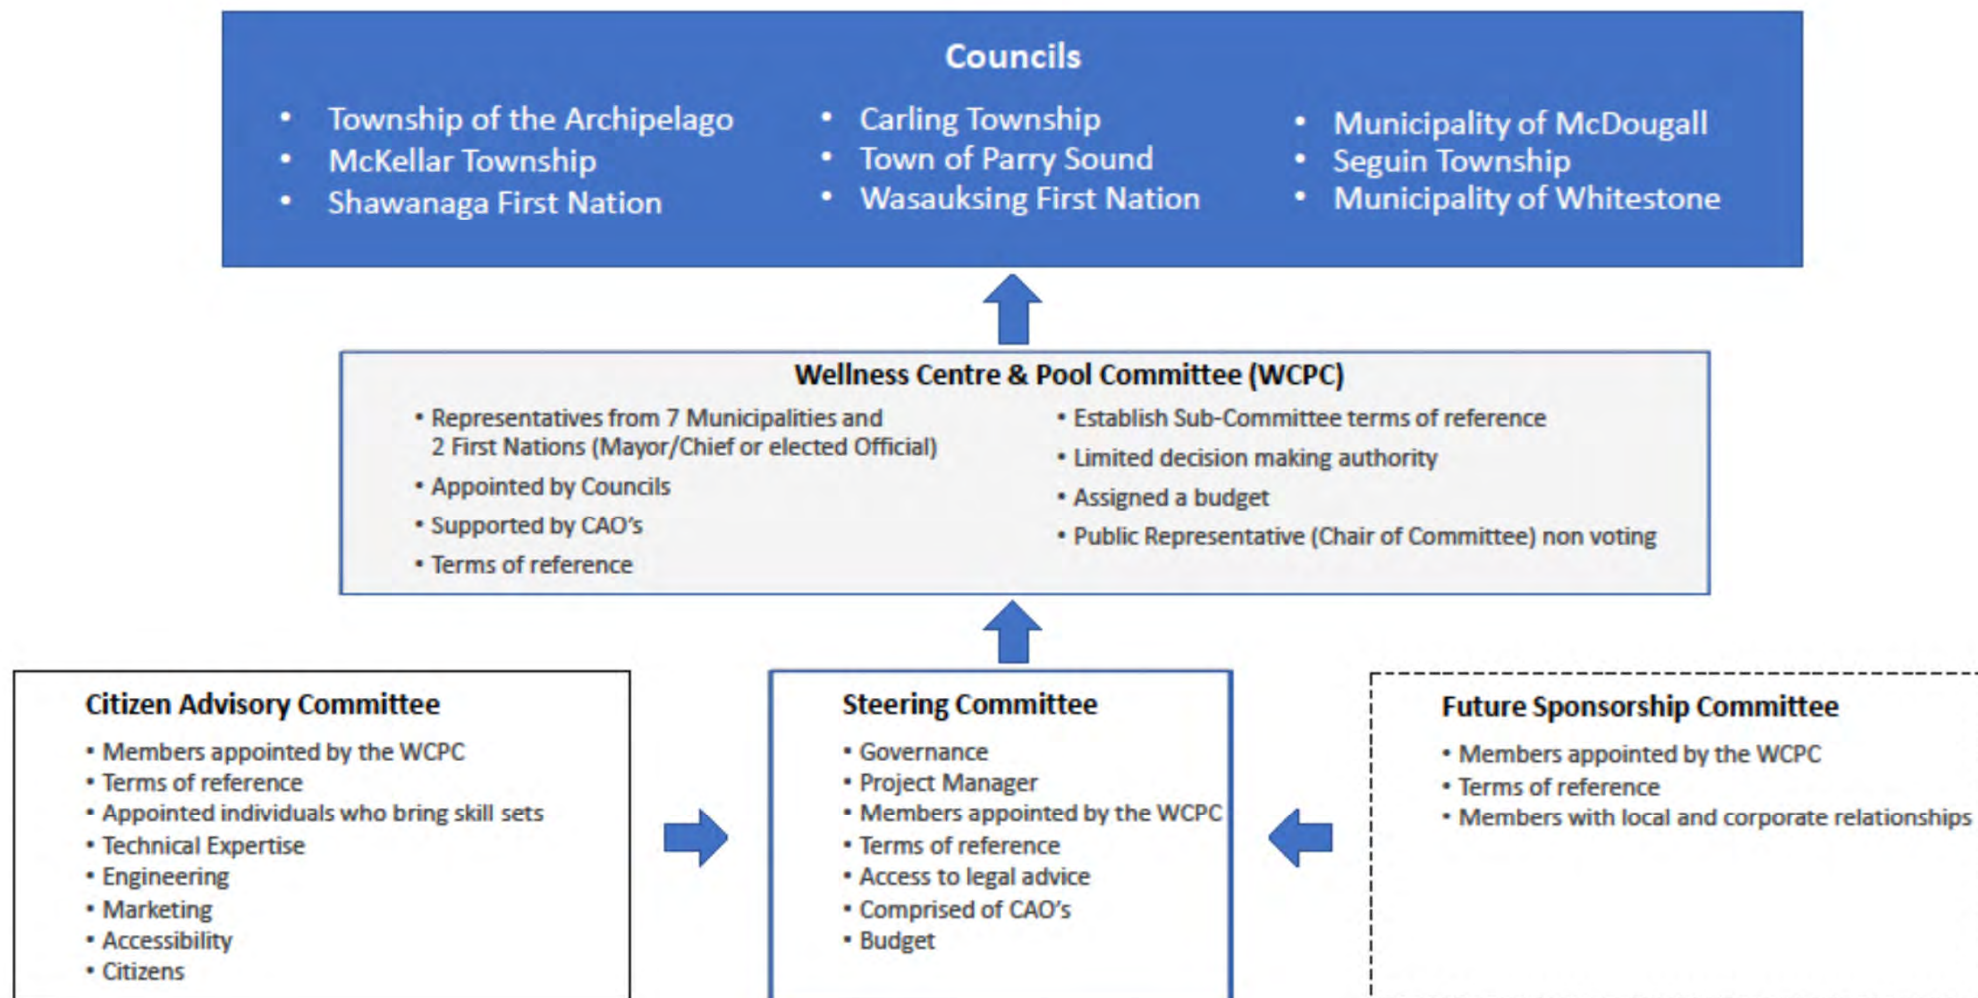 Councils
• Township of the Archipelago
• McKellar Township
• Shawanaga First Nation
• Carling Township
• Town of Parry Sound
• Wasauksing First Nation
• Municipality of McDougall
• Seguin Township
• Municipality of Whitestone
Wellness Centre & Pool Committee (WCPC)
• Representatives from 7 Municipalities and
2 First Nations (Mayor/Chief or elected Official)
• Appointed by Councils
• Supported by CAO's
• Terms of reference
• Establish Sub-Committee terms of reference
• Limited decision making authority
• Assigned a budget
• Public Representative (Chair of Committee) non voting
Citizen Advisory Committee
• Members appointed by the WCPC
• Terms of reference
• Appointed individuals who bring skill sets
• Technical Expertise
• Engineering
• Marketing
• Accessibility
• Citizens
Steering Committee
• Governance
• Project Manager
• Members appointed by the WCPC
• Terms of reference
• Access to legal advice
• Comprised of CAO's
• Budget
Future Sponsorship Committee
• Members appointed by the WCPC
• Terms of reference
• Members with local and corporate relationships